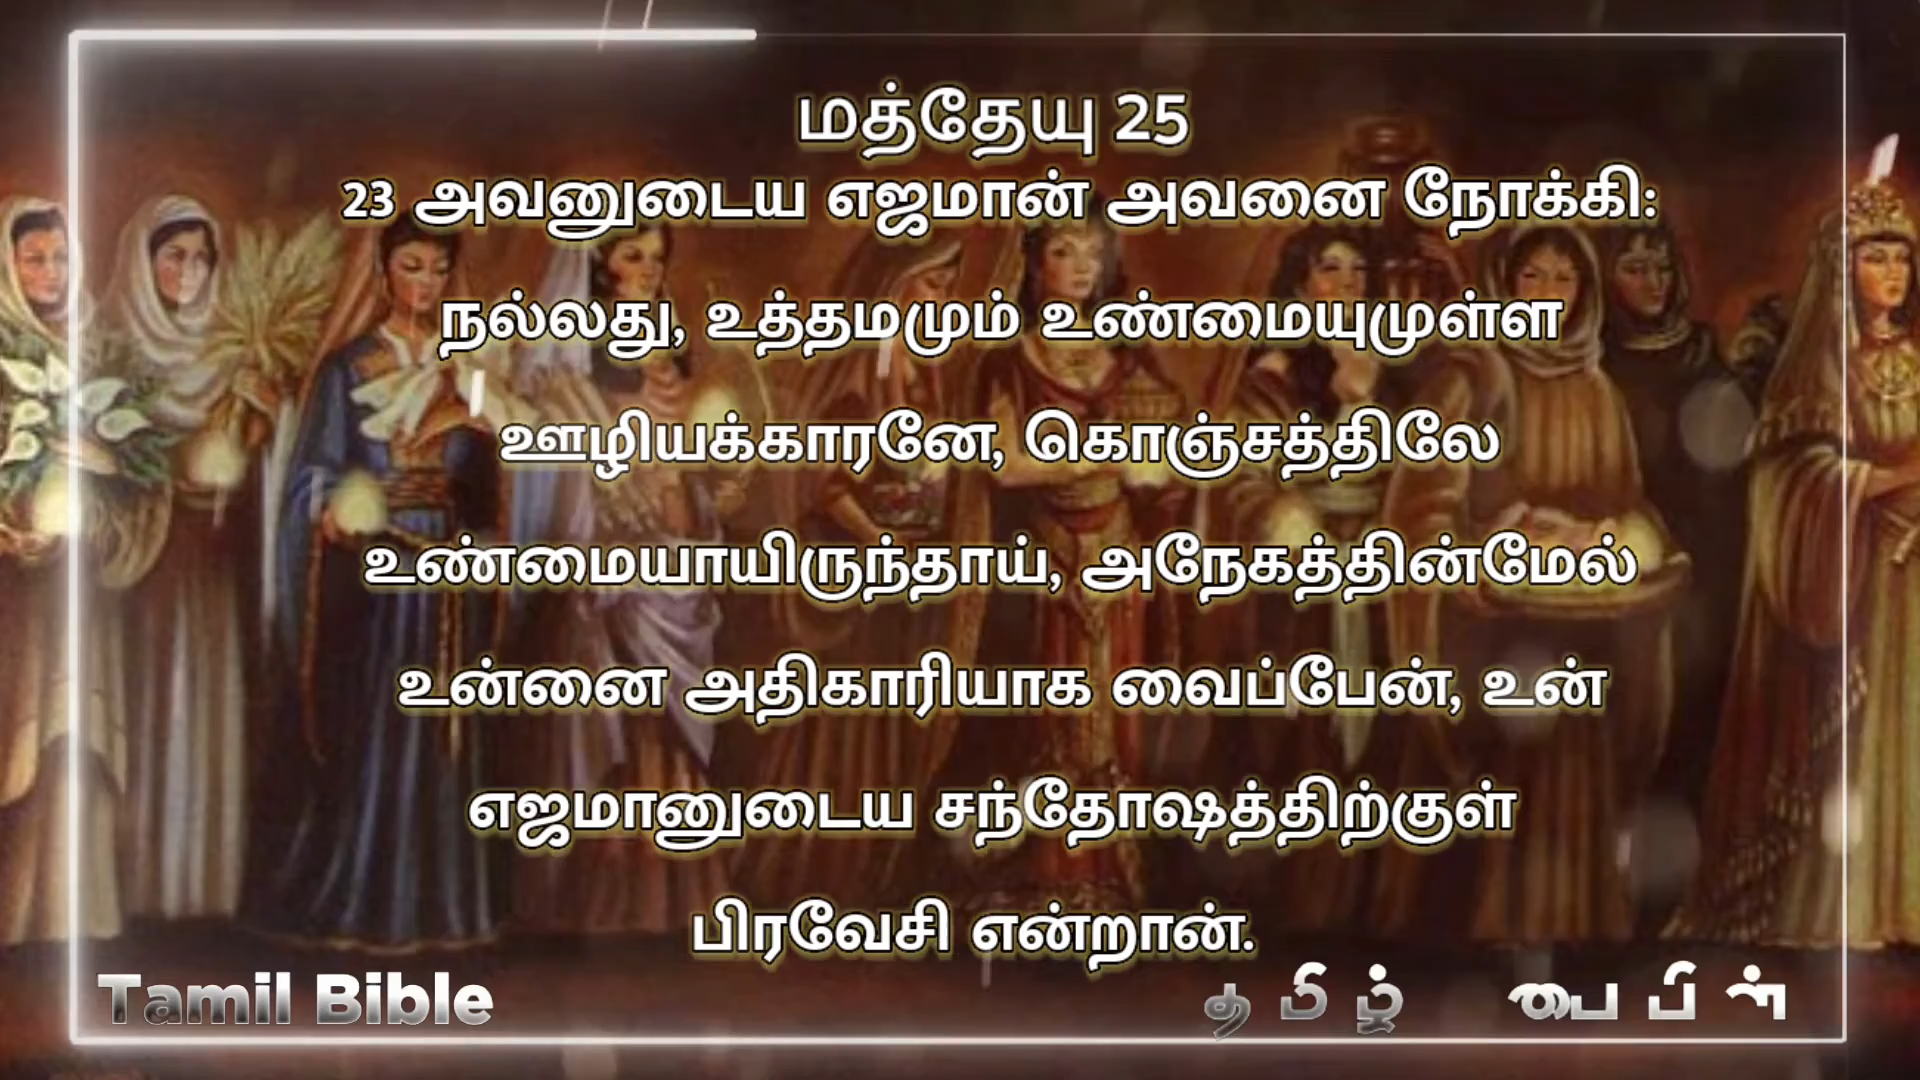 மத்தேயு 25
23 அவனுடைய எஜமான் அவனை நோக்கி:
நல்லது, உத்தமமும் உண்மையுமுள்ள
ஊழியக்காரனே, கொஞ்சத்திலே
உண்மையாயிருந்தாய், அநேகத்தின்மேல்
உன்னை அதிகாரியாக வைப்பேன், உன்
எஜமானுடைய சந்தோஷத்திற்குள்
பிரவேசி என்றான்.
Tamil Bible தமிழ் பைபிள்